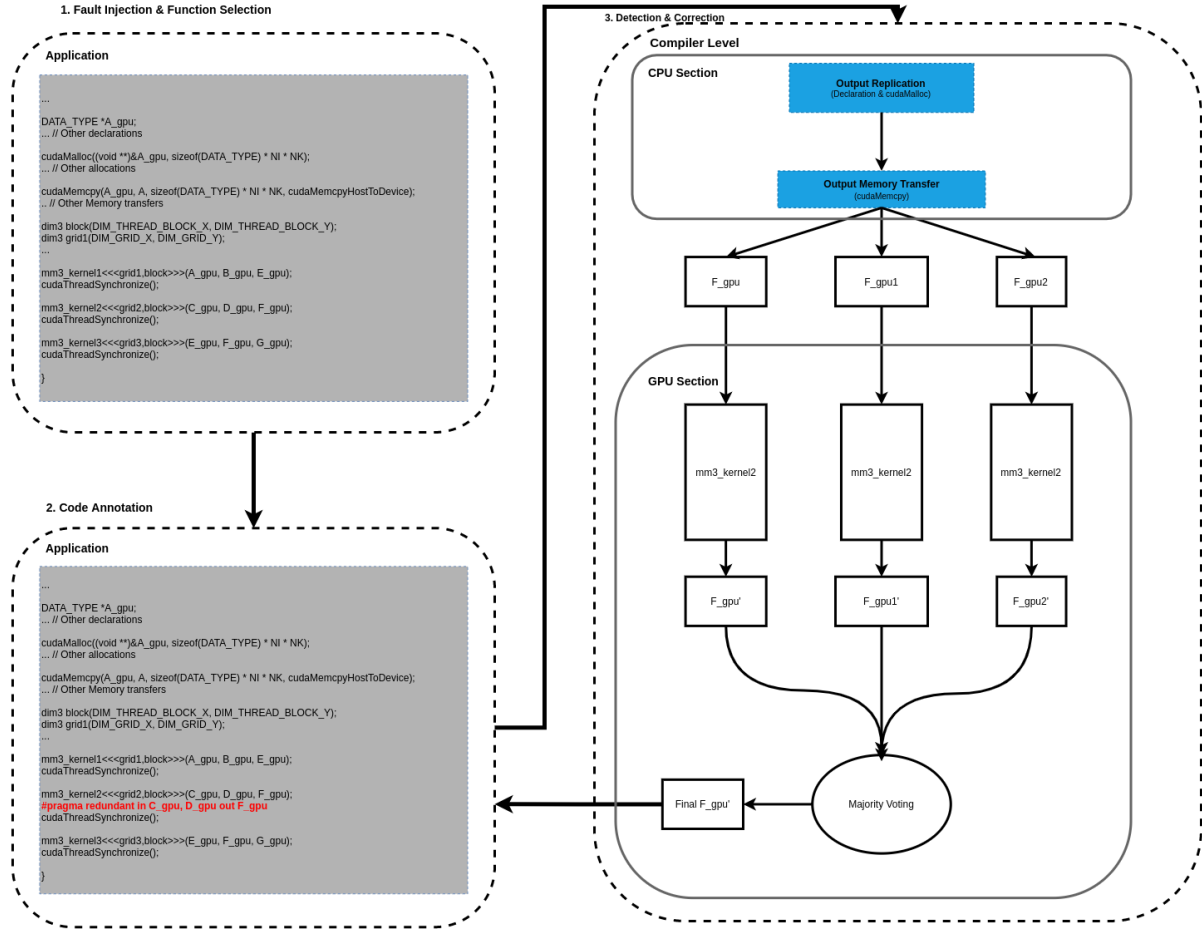 1. Fault Injection & Function Selection
Application
...
DATA_TYPE *A_gpu;
... // Other declarations
cudaMalloc((void **)&A_gpu, sizeof(DATA_TYPE) * NI * NK);
... // Other allocations
cudaMemcpy(A_gpu, A, sizeof(DATA_TYPE) * NI * NK, cudaMemcpyHostToDevice);
.. // Other Memory transfers
dim3 block(DIM_THREAD_BLOCK_X, DIM_THREAD_BLOCK_Y);
dim3 grid1(DIM_GRID_X, DIM_GRID_Y);
...
mm3_kernel1<<<grid1,block>>>(A_gpu, B_gpu, E_gpu);
cudaThreadSynchronize();
mm3_kernel2<<<grid2,block>>>(C_gpu, D_gpu, F_gpu);
cudaThreadSynchronize();
mm3_kernel3<<<grid3,block>>>(E_gpu, F_gpu, G_gpu);
cudaThreadSynchronize();
}
2. Code Annotation
Application
...
DATA_TYPE *A_gpu;
... // Other declarations
cudaMalloc((void **)&A_gpu, sizeof(DATA_TYPE) * NI * NK);
... // Other allocations
cudaMemcpy(A_gpu, A, sizeof(DATA_TYPE) * NI * NK, cudaMemcpyHostToDevice);
... // Other Memory transfers
dim3 block(DIM_THREAD_BLOCK_X, DIM_THREAD_BLOCK_Y);
dim3 grid1(DIM_GRID_X, DIM_GRID_Y);
...
mm3_kernel1<<<grid1,block>>>(A_gpu, B_gpu, E_gpu);
cudaThreadSynchronize();
mm3_kernel2<<<grid2,block>>>(C_gpu, D_gpu, F_gpu);
#pragma redundant in C_gpu, D_gpu out F_gpu
cudaThreadSynchronize();
mm3_kernel3<<<grid3,block>>>(E_gpu, F_gpu, G_gpu);
cudaThreadSynchronize();
}
3. Detection & Correction
Compiler Level
CPU Section
Output Replication
(Declaration & cudaMalloc)
Output Memory Transfer
(cudaMemcpy)
F_gpu
F_gpu1
F_gpu2
GPU Section
mm3_kernel2
mm3_kernel2
mm3_kernel2
F_gpu'
F_gpu1'
F_gpu2'
Final F_gpu'
Majority Voting